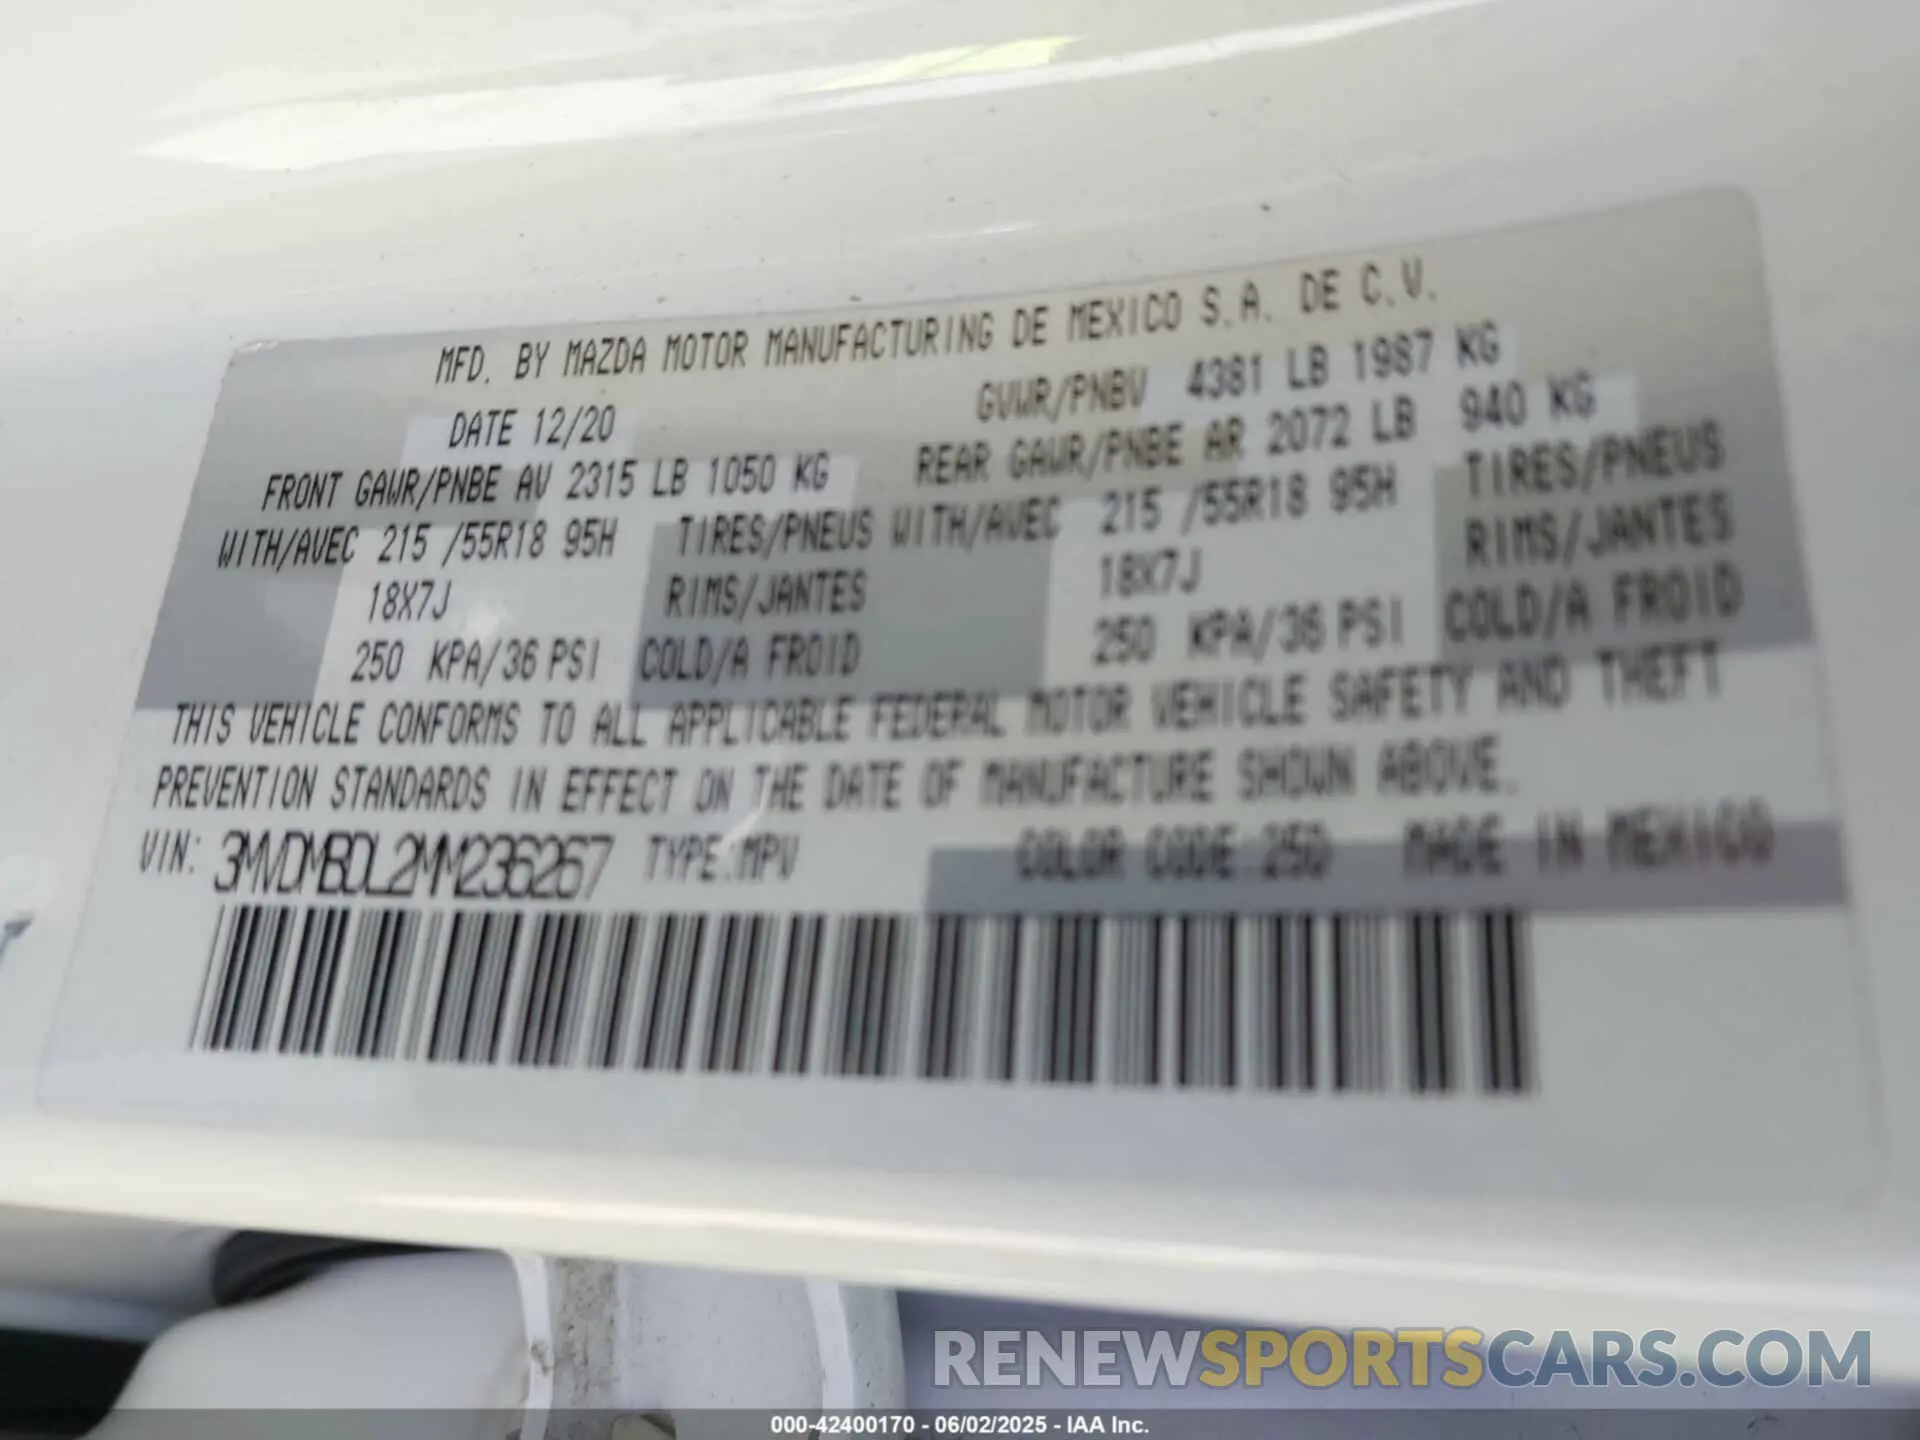 MFD. BY MAZDA MOTOR MANUFACTURING DE MEXICO S.A. DE C.V.
DATE 12/20 GVWR/PNBV 4381 LB 1987 KG
FRONT GAWR/PNBE AV 2315 LB 1050 KG REAR GAWR/PNBE AR 2072 LB 940 KG
WITH/AVEC 215 /55R18 95H TIRES/PNEUS WITH/AVEC 215 /55R18 95H TIRES/PNEUS
18X7J RIMS/JANTES 18X7J RIMS/JANTES
250 KPA/36 PSI COLD/A FROID 250 KPA/36 PSI COLD/A FROID
THIS VEHICLE CONFORMS TO ALL APPLICABLE FEDERAL MOTOR VEHICLE SAFETY AND THEFT
PREVENTION STANDARDS IN EFFECT ON THE DATE OF MANUFACTURE SHOWN ABOVE.
VIN: 3MVDMBDL2MM236267 TYPE:MPV COLOR CODE:25D MADE IN MEXICO
RENEWSPORTSCARS.COM
000-42400170 - 06/02/2025 - IAA Inc.